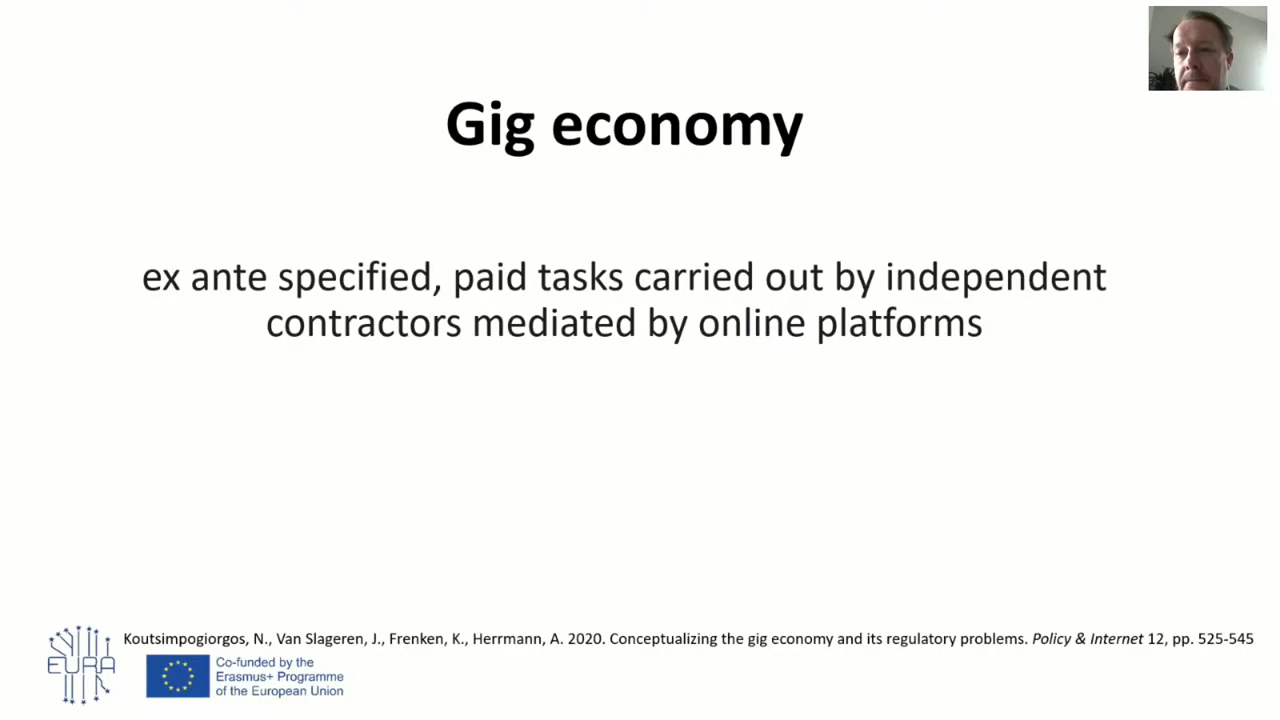 Gig economy
ex ante specified, paid tasks carried out by independent
contractors mediated by online platforms
Koutsimpogiorgos, N., Van Slageren, J., Frenken, K., Herrmann, A. 2020. Conceptualizing the gig economy and its regulatory problems. Policy & Internet 12, pp. 525-545
EURA
Co-funded by the
Erasmus+ Programme
of the European Union